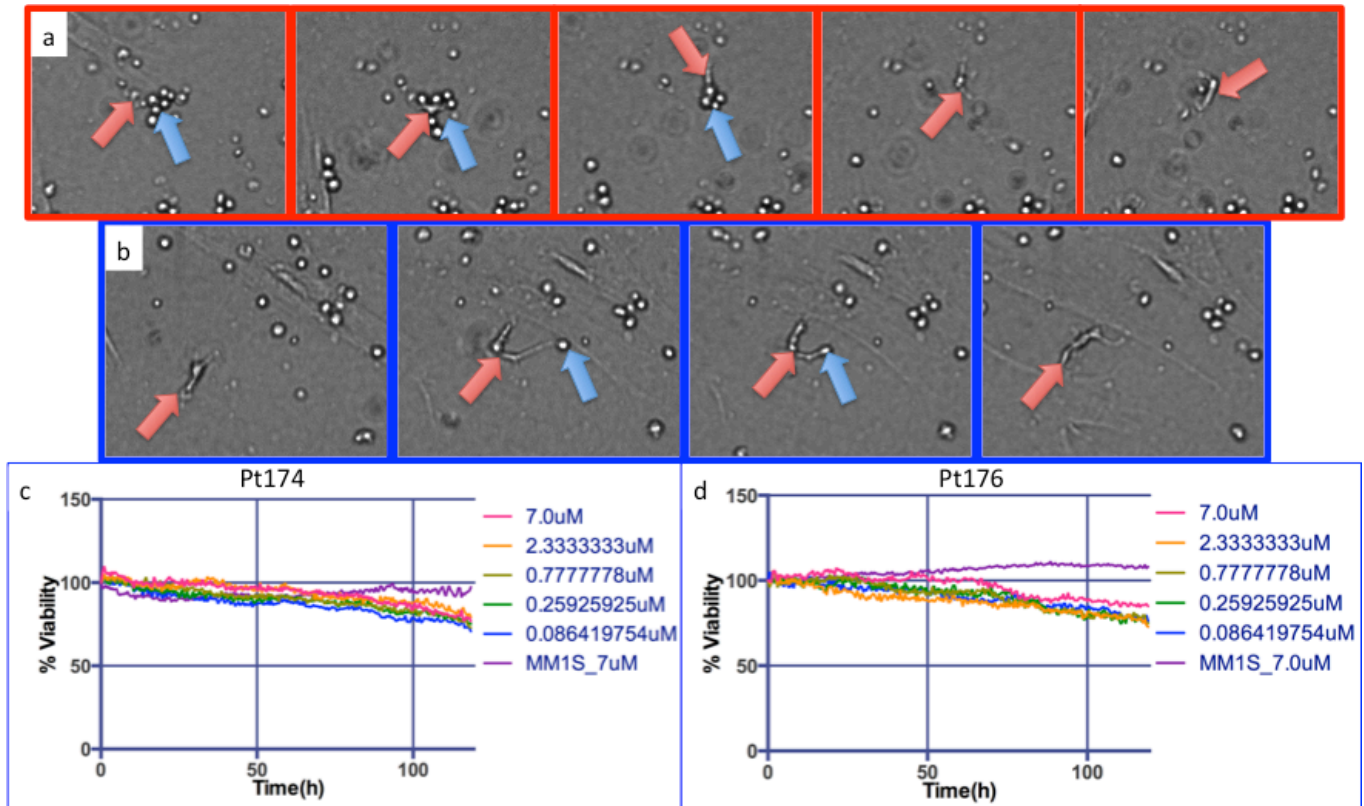 a
b
c
Pt174
% Viability
150
100
50
0
0
50
100
Time(h)
7.0uM
2.3333333uM
0.7777778uM
0.25925925uM
0.086419754uM
MM1S_7uM
d
Pt176
% Viability
150
100
50
0
0
50
100
Time(h)
7.0uM
2.3333333uM
0.7777778uM
0.25925925uM
0.086419754uM
MM1S_7.0uM